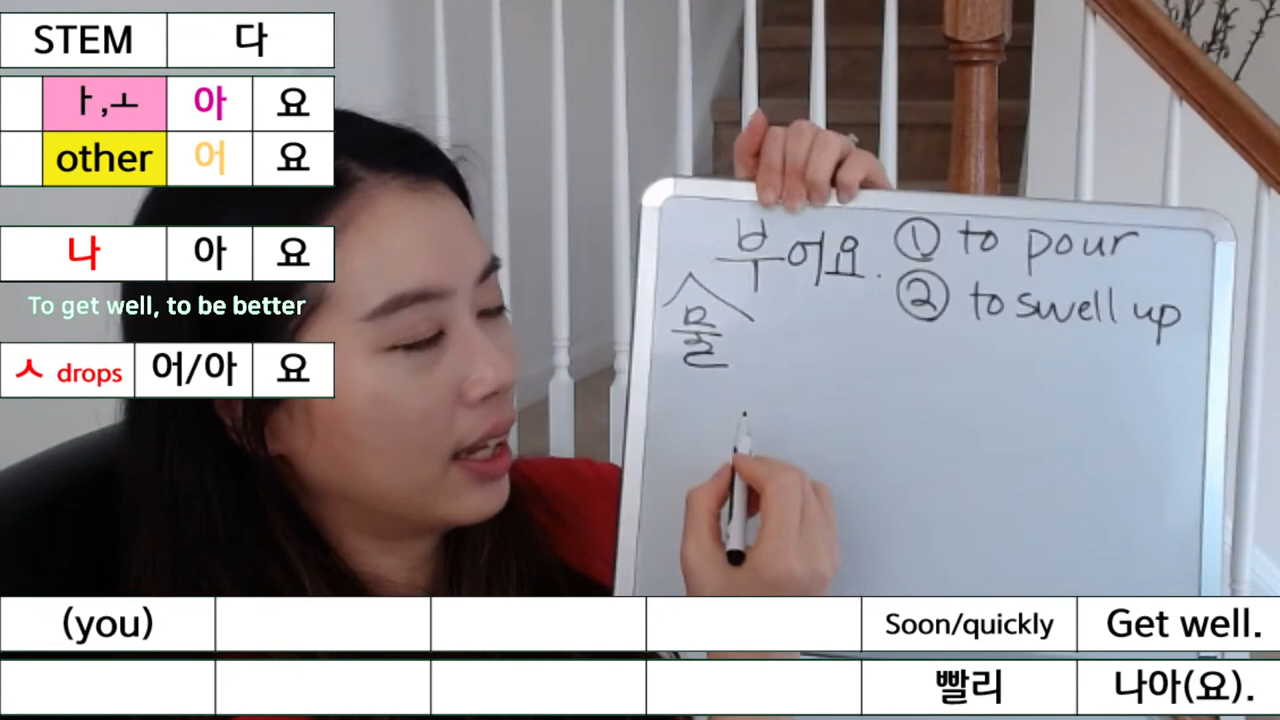 STEM 다
ㅏ,ㅗ 아 요
other 어 요
나 아 요
To get well, to be better
ㅅ drops 어/아 요
부어요. ① to pour
② to swell up
물
(you) Soon/quickly Get well.
빨리 나아(요).